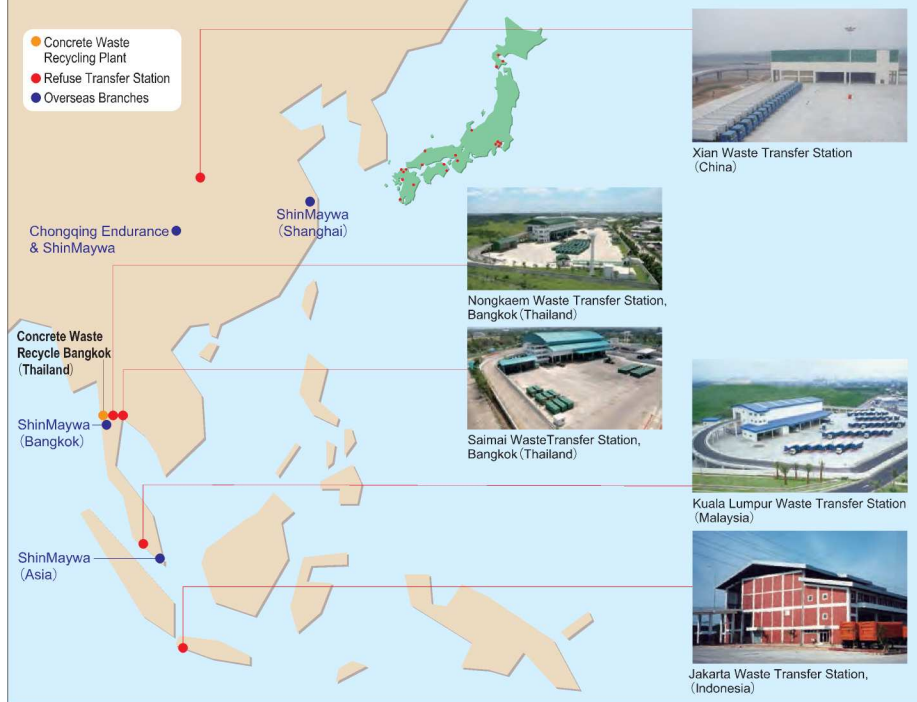 Concrete Waste
Recycling Plant
Refuse Transfer Station
Overseas Branches
Xian Waste Transfer Station
(China)
ShinMaywa
(Shanghai)
Chongqing Endurance
& ShinMaywa
Nongkaem Waste Transfer Station,
Bangkok(Thailand)
Concrete Waste
Recycle Bangkok
(Thailand)
ShinMaywa
(Bangkok)
Saimai WasteTransfer Station,
Bangkok(Thailand)
Kuala Lumpur Waste Transfer Station
(Malaysia)
ShinMaywa
(Asia)
Jakarta Waste Transfer Station,
(Indonesia)